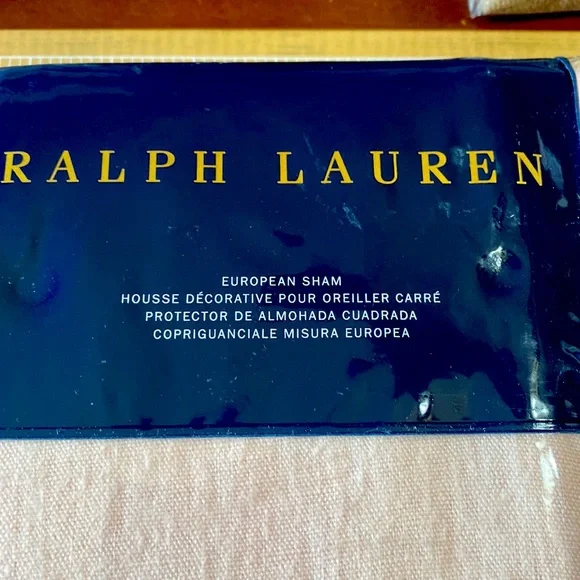 RALPH LAUREN
EUROPEAN SHAM
HOUSSE DÉCORATIVE POUR OREILLER CARRÉ
PROTECTOR DE ALMOHADA CUADRADA
COPRIGUANCIALE MISURA EUROPEA